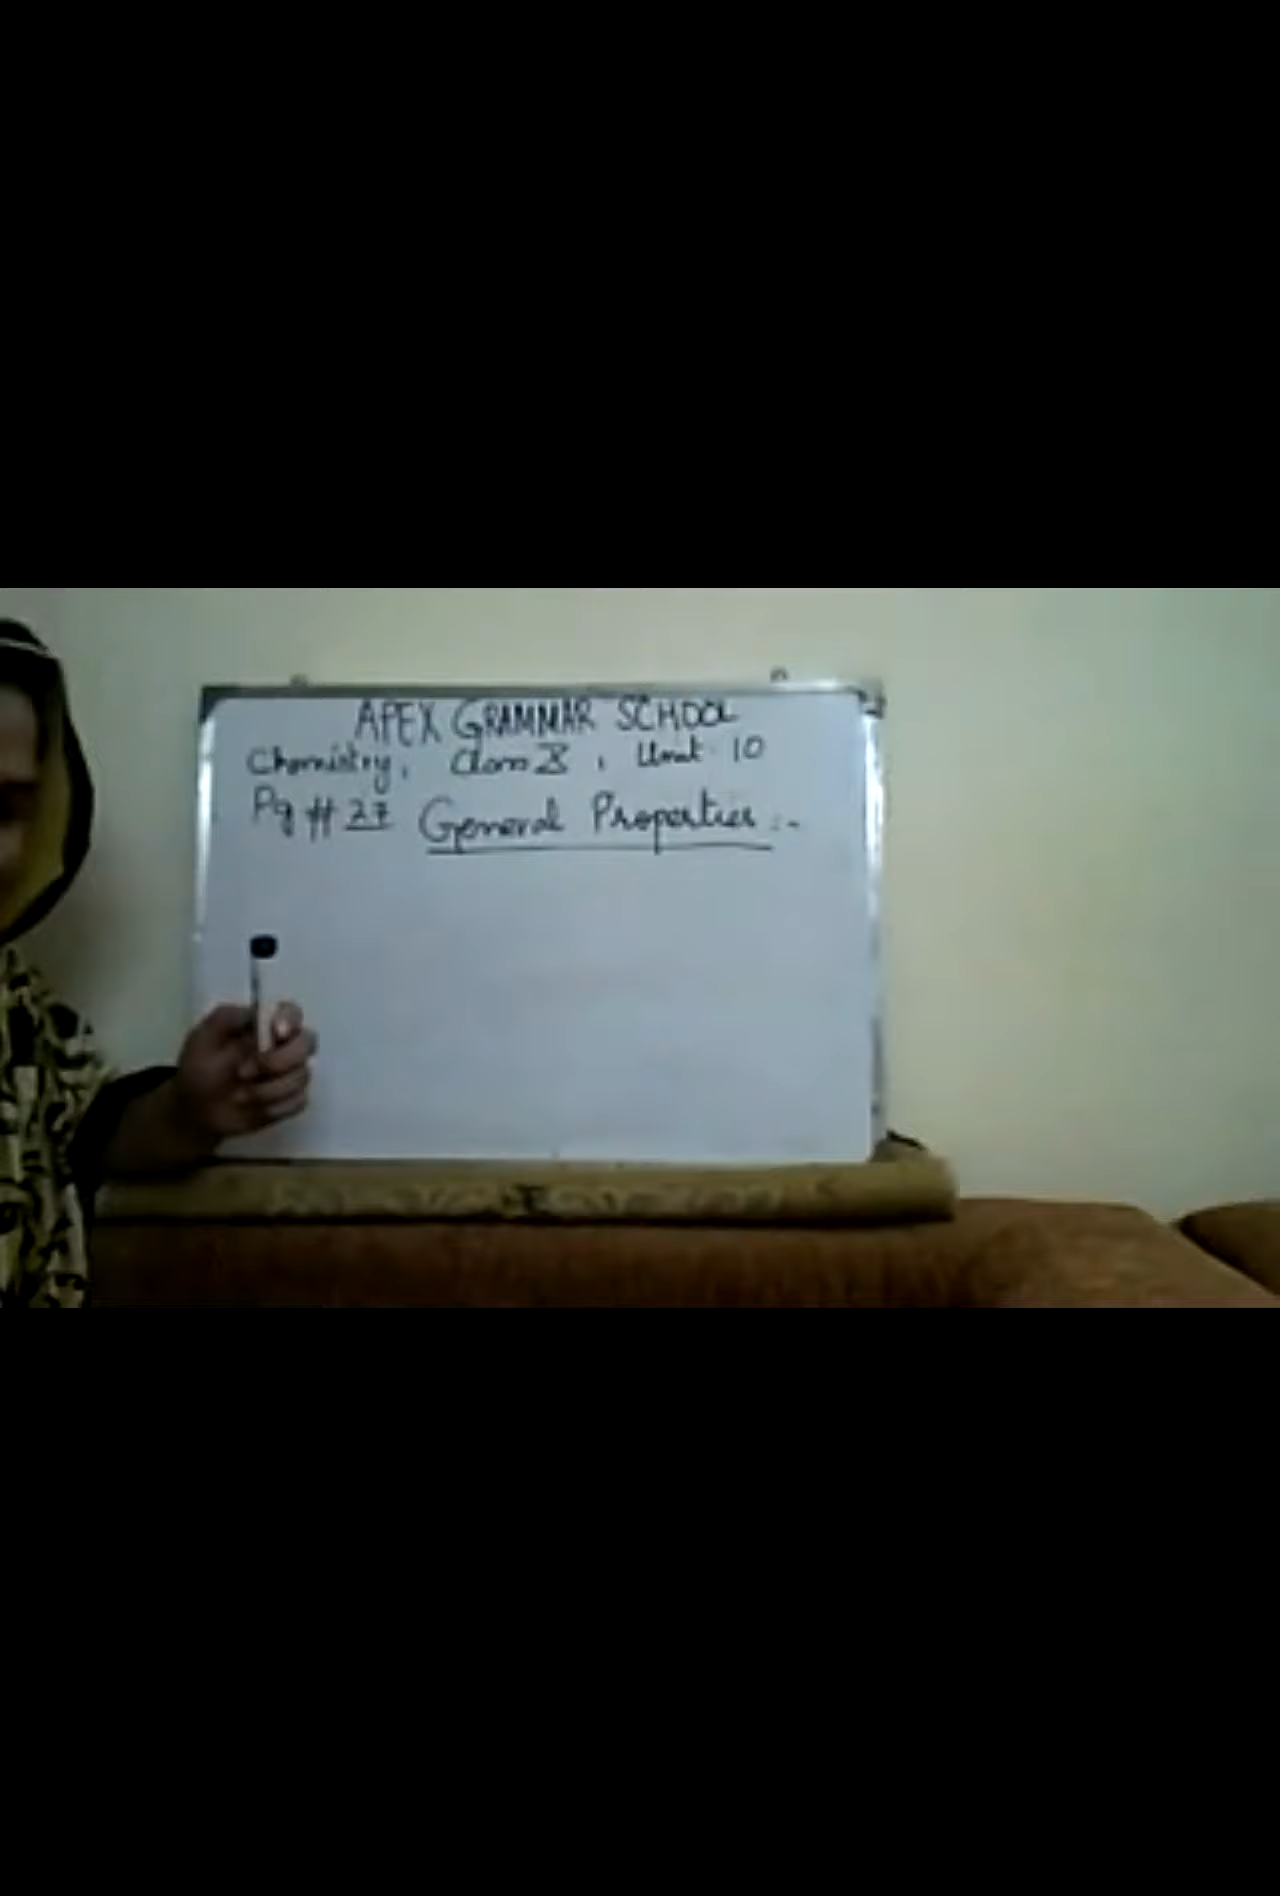 APEX GRAMMAR SCHOOL
Chemistry, Class X, Unit 10
Pg # 27 General Properties :-